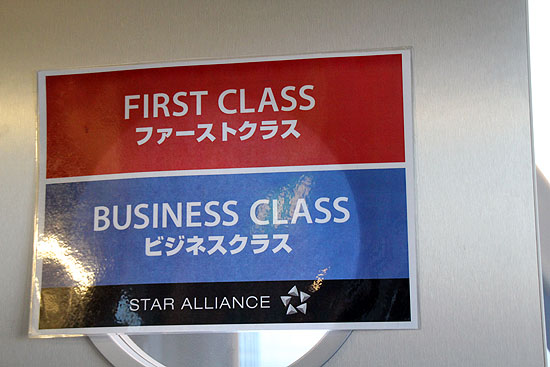 FIRST CLASS
ファーストクラス
BUSINESS CLASS
ビジネスクラス
STAR ALLIANCE